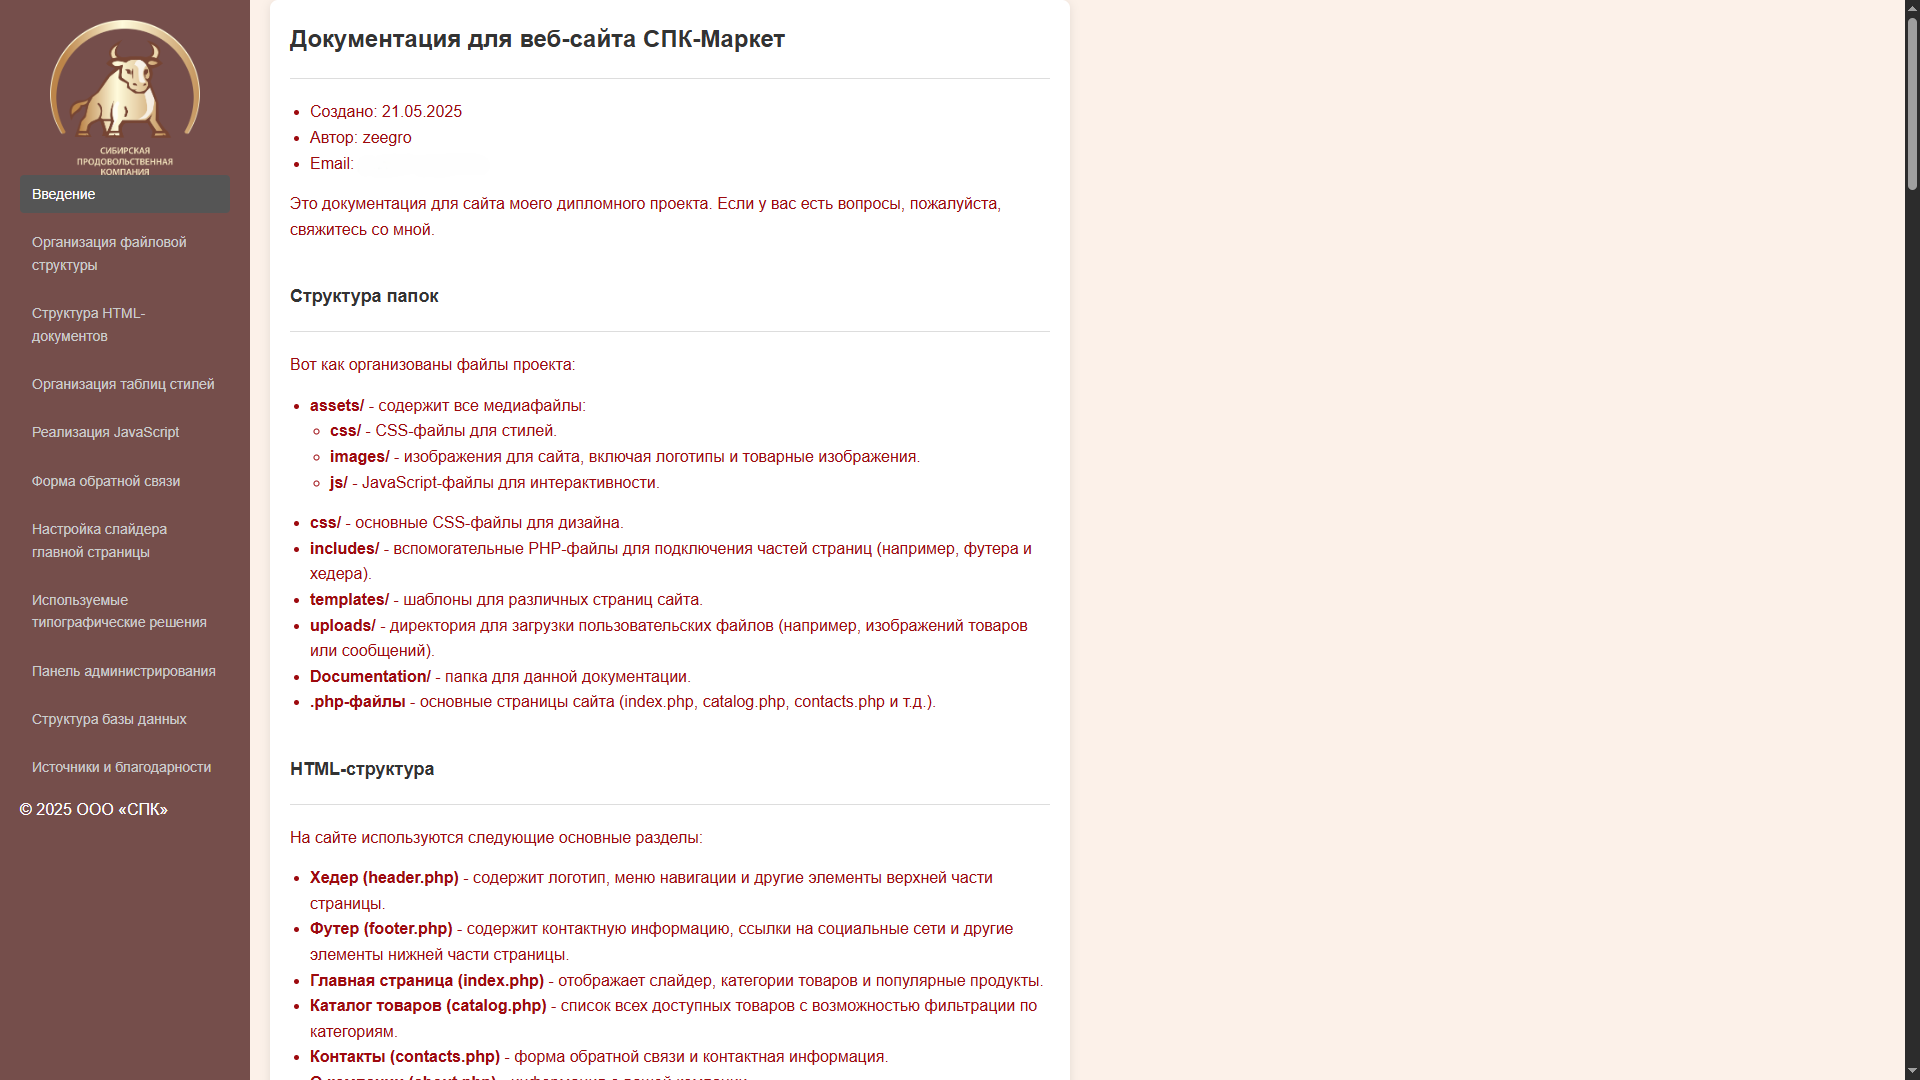 СИБИРСКАЯ
ПРОДОВОЛЬСТВЕННАЯ
КОМПАНИЯ
Введение
Организация файловой
структуры
Структура HTML-
документов
Организация таблиц стилей
Реализация JavaScript
Форма обратной связи
Настройка слайдера
главной страницы
Используемые
типографические решения
Панель администрирования
Структура базы данных
Источники и благодарности
© 2025 ООО «СПК»
Документация для веб-сайта СПК-Маркет
• Создано: 21.05.2025
• Автор: zeegro
• Email:
Это документация для сайта моего дипломного проекта. Если у вас есть вопросы, пожалуйста,
свяжитесь со мной.
Структура папок
Вот как организованы файлы проекта:
• assets/ - содержит все медиафайлы:
◦ css/ - CSS-файлы для стилей.
◦ images/ - изображения для сайта, включая логотипы и товарные изображения.
◦ js/ - JavaScript-файлы для интерактивности.
• css/ - основные CSS-файлы для дизайна.
• includes/ - вспомогательные PHP-файлы для подключения частей страниц (например, футера и
хедера).
• templates/ - шаблоны для различных страниц сайта.
• uploads/ - директория для загрузки пользовательских файлов (например, изображений товаров
или сообщений).
• Documentation/ - папка для данной документации.
• .php-файлы - основные страницы сайта (index.php, catalog.php, contacts.php и т.д.).
HTML-структура
На сайте используются следующие основные разделы:
• Хедер (header.php) - содержит логотип, меню навигации и другие элементы верхней части
страницы.
• Футер (footer.php) - содержит контактную информацию, ссылки на социальные сети и другие
элементы нижней части страницы.
• Главная страница (index.php) - отображает слайдер, категории товаров и популярные продукты.
• Каталог товаров (catalog.php) - список всех доступных товаров с возможностью фильтрации по
категориям.
• Контакты (contacts.php) - форма обратной связи и контактная информация.